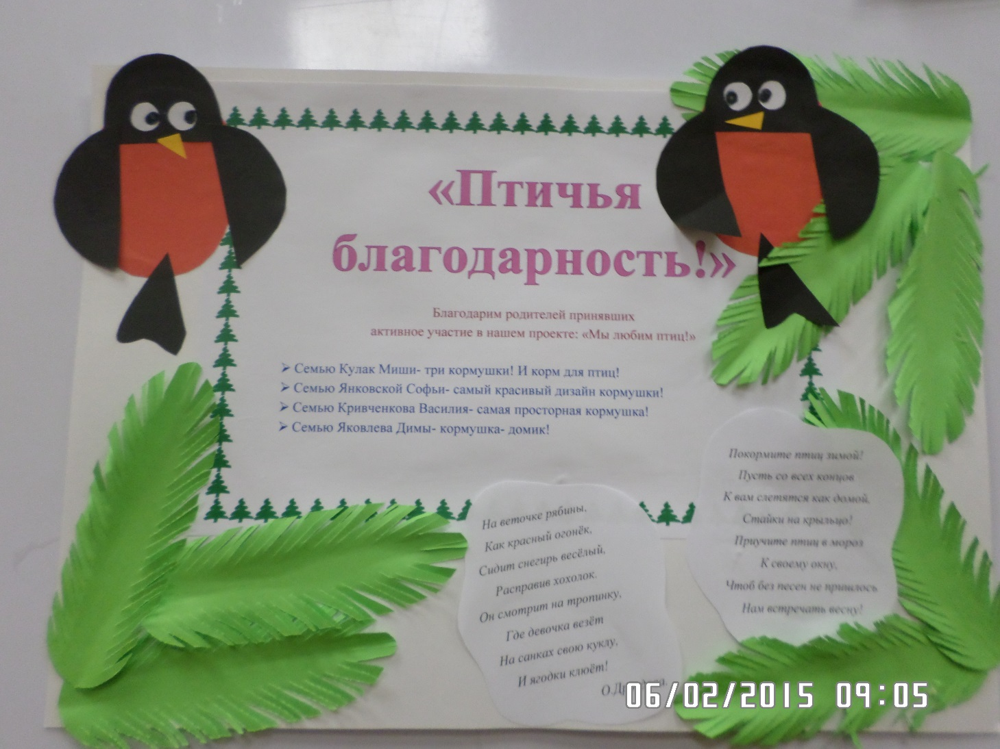 «Птичья
благодарность!»
Благодарим родителей принявших
активное участие в нашем проекте: «Мы любим птиц!»
➢ Семью Кулак Миши- три кормушки! И корм для птиц!
➢ Семью Янковской Софьи- самый красивый дизайн кормушки!
➢ Семью Кривченкова Василия- самая просторная кормушка!
➢ Семью Яковлева Димы- кормушка- домик!
На веточке рябины,
Как красный огонёк,
Сидит снегирь весёлый,
Расправив хохолок.
Он смотрит на тропинку,
Где девочка везёт
На санках свою куклу,
И ягодки клюёт!
О.
Покормите птиц зимой!
Пусть со всех концов
К вам слетятся как домой,
Стайки на крыльцо!
Приучите птиц в мороз
К своему окну,
Чтоб без песен не пришлось
Нам встречать весну!
06/02/2015 09:05